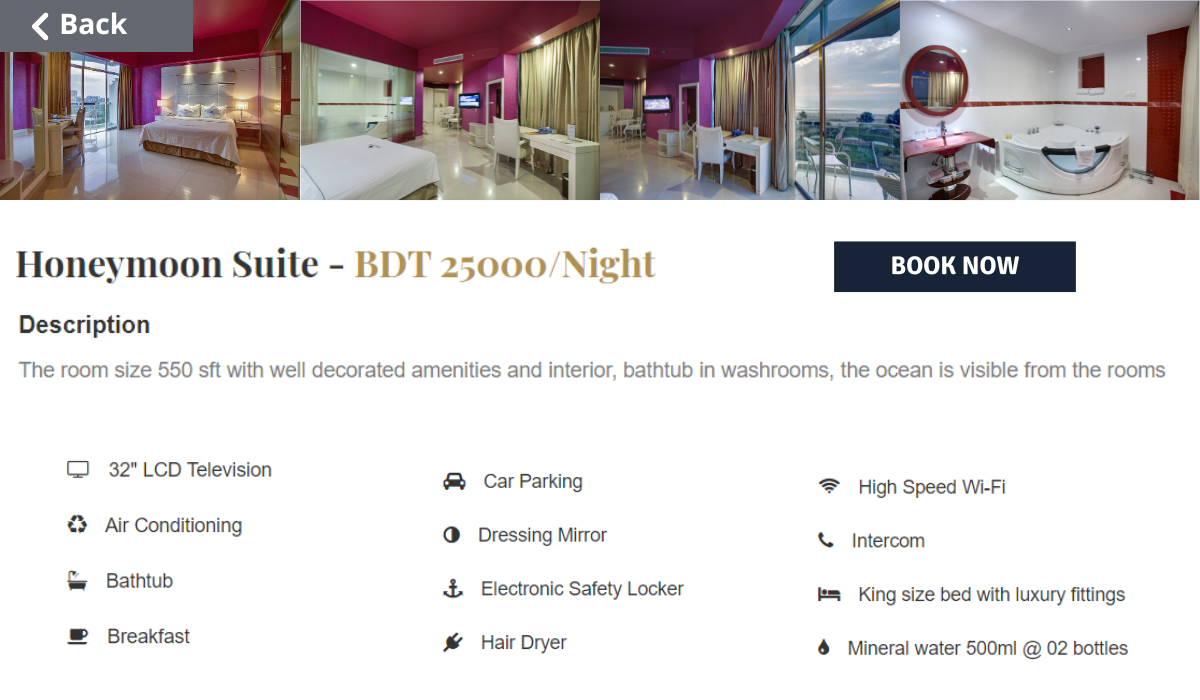 Back
Honeymoon Suite - BDT 25000/Night
BOOK NOW
Description
The room size 550 sft with well decorated amenities and interior, bathtub in washrooms, the ocean is visible from the rooms
32" LCD Television
Air Conditioning
Bathtub
Breakfast
Car Parking
Dressing Mirror
Electronic Safety Locker
Hair Dryer
High Speed Wi-Fi
Intercom
King size bed with luxury fittings
Mineral water 500ml @ 02 bottles